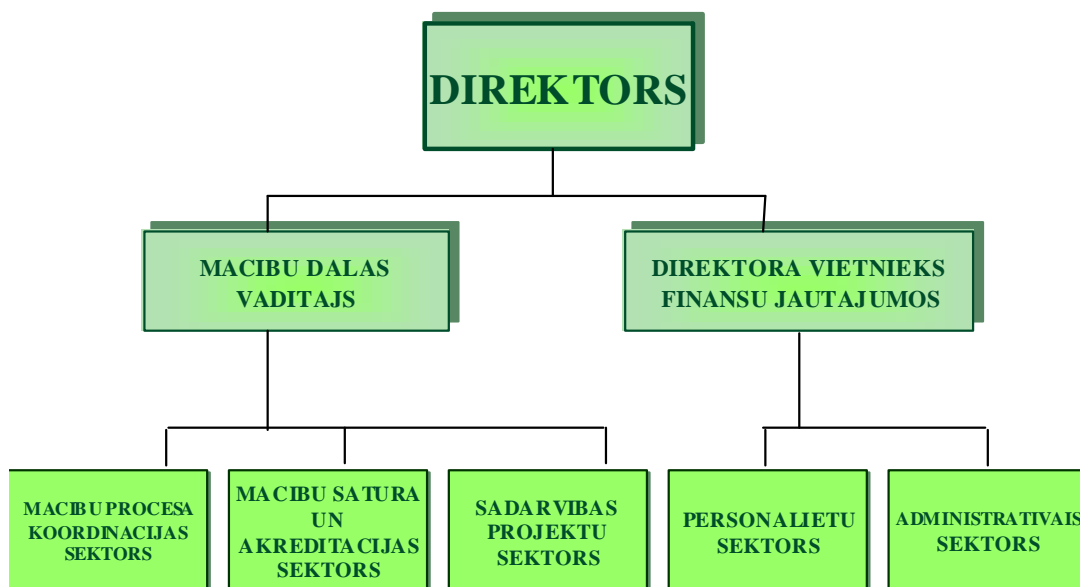 DIREKTORS
MACIBU DALAS
VADITAJS
DIREKTORA VIETNIEKS
FINANSU JAUTAJUMOS
MACIBU PROCESA
KOORDINACIJAS
SEKTORS
MACIBU SATURA
UN
AKREDITACIJAS
SEKTORS
SADARVIBAS
PROJEKTU
SEKTORS
PERSONALIETU
SEKTORS
ADMINISTRATIVAIS
SEKTORS